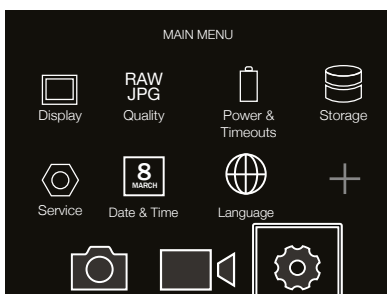 MAIN MENU
RAW
JPG
Display
Quality
Power &
Timeouts
Storage
8
MARCH
Service
Date & Time
Language